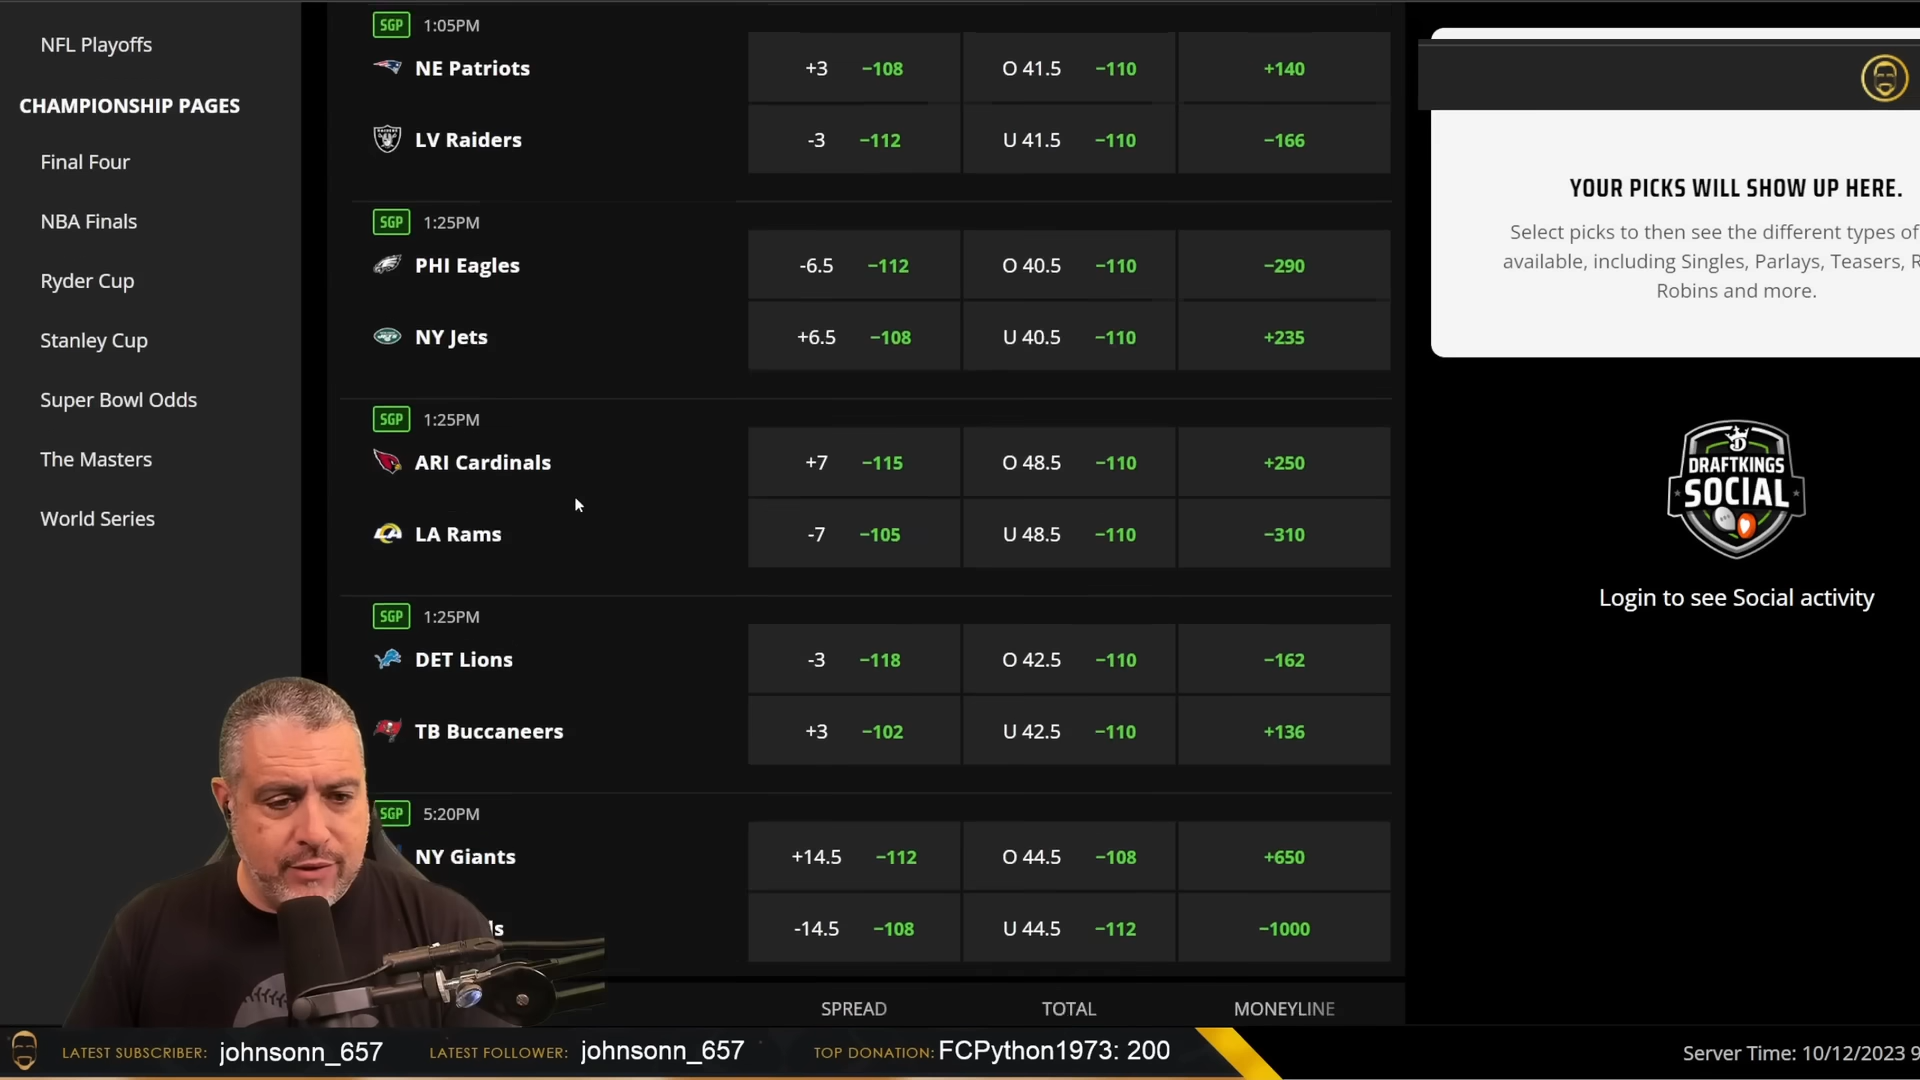 NFL Playoffs
CHAMPIONSHIP PAGES
Final Four
NBA Finals
Ryder Cup
Stanley Cup
Super Bowl Odds
The Masters
World Series
SGP 1:05PM
NE Patriots +3 −108 O 41.5 −110 +140
LV Raiders -3 −112 U 41.5 −110 −166
SGP 1:25PM
PHI Eagles -6.5 −112 O 40.5 −110 −290
NY Jets +6.5 −108 U 40.5 −110 +235
SGP 1:25PM
ARI Cardinals +7 −115 O 48.5 −110 +250
LA Rams -7 −105 U 48.5 −110 −310
SGP 1:25PM
DET Lions -3 −118 O 42.5 −110 −162
TB Buccaneers +3 −102 U 42.5 −110 +136
SGP 5:20PM
NY Giants +14.5 −112 O 44.5 −108 +650
-14.5 −108 U 44.5 −112 −1000
SPREAD TOTAL MONEYLINE
YOUR PICKS WILL SHOW UP HERE.
Select picks to then see the different types of
available, including Singles, Parlays, Teasers, R
Robins and more.
DRAFTKINGS
SOCIAL
Login to see Social activity
LATEST SUBSCRIBER: johnsonn_657 LATEST FOLLOWER: johnsonn_657 TOP DONATION: FCPython1973: 200
Server Time: 10/12/2023 9